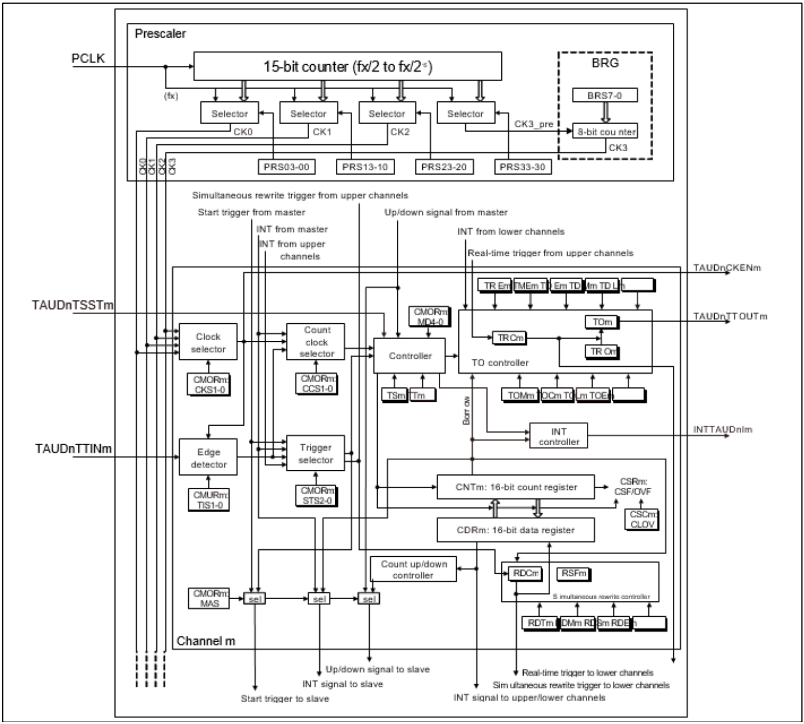 Prescaler
PCLK
15-bit counter (fx/2 to fx/2
BRG
BRS7-0
(fx)
Selector
Selector
Selector
Selector
CK3_pre
8-bit counter
CK0
CK1
CK2
CK3
CK0
CK1
CK2
CK3
PRS03-00
PRS13-10
PRS23-20
PRS33-30
Simultaneous rewrite trigger from upper channels
Start trigger from master
Up/down signal from master
INT from master
INT from lower channels
INT from upper
channels
Real-time trigger from upper channels
TAUDnCKENm
TAUDnTSSTm
CMORm:
MD4-0
TOm
TAUDnTTOUTm
TRCm
TR Om
Clock
selector
Count
clock
selector
Controller
TO controller
CMORm:
CKS1-0
CMORm:
CCS1-0
TSm
TTm
TOMm
Borrow
INT
controller
INTTAUDnIm
TAUDnTTINm
Edge
detector
Trigger
selector
CMURm:
TIS1-0
CMORm:
STS2-0
CNTm: 16-bit count register
CSRm:
CSF/OVF
CSCm:
CLOV
CDRm: 16-bit data register
Count up/down
controller
RDCm
RSFm
S imultaneous rewrite controller
CMORm:
MAS
sel
sel
sel
RDTm
Channel m
Up/down signal to slave
INT signal to slave
Start trigger to slave
Real-time trigger to lower channels
Sim ultaneous rewrite trigger to lower channels
INT signal to upper/lower channels